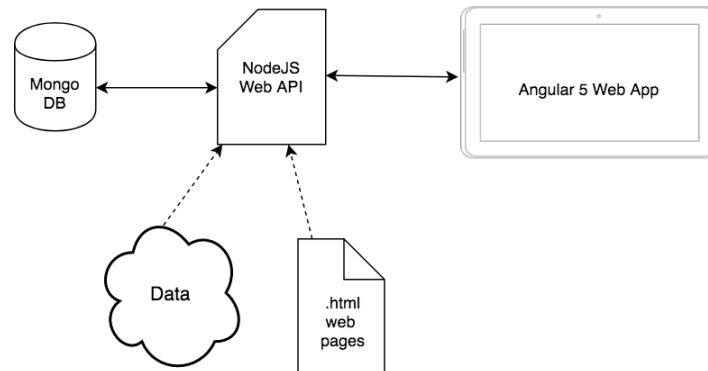 Mongo
DB
NodeJS
Web API
Angular 5 Web App
Data
.html
web
pages